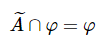 Ã ∩ φ = φ